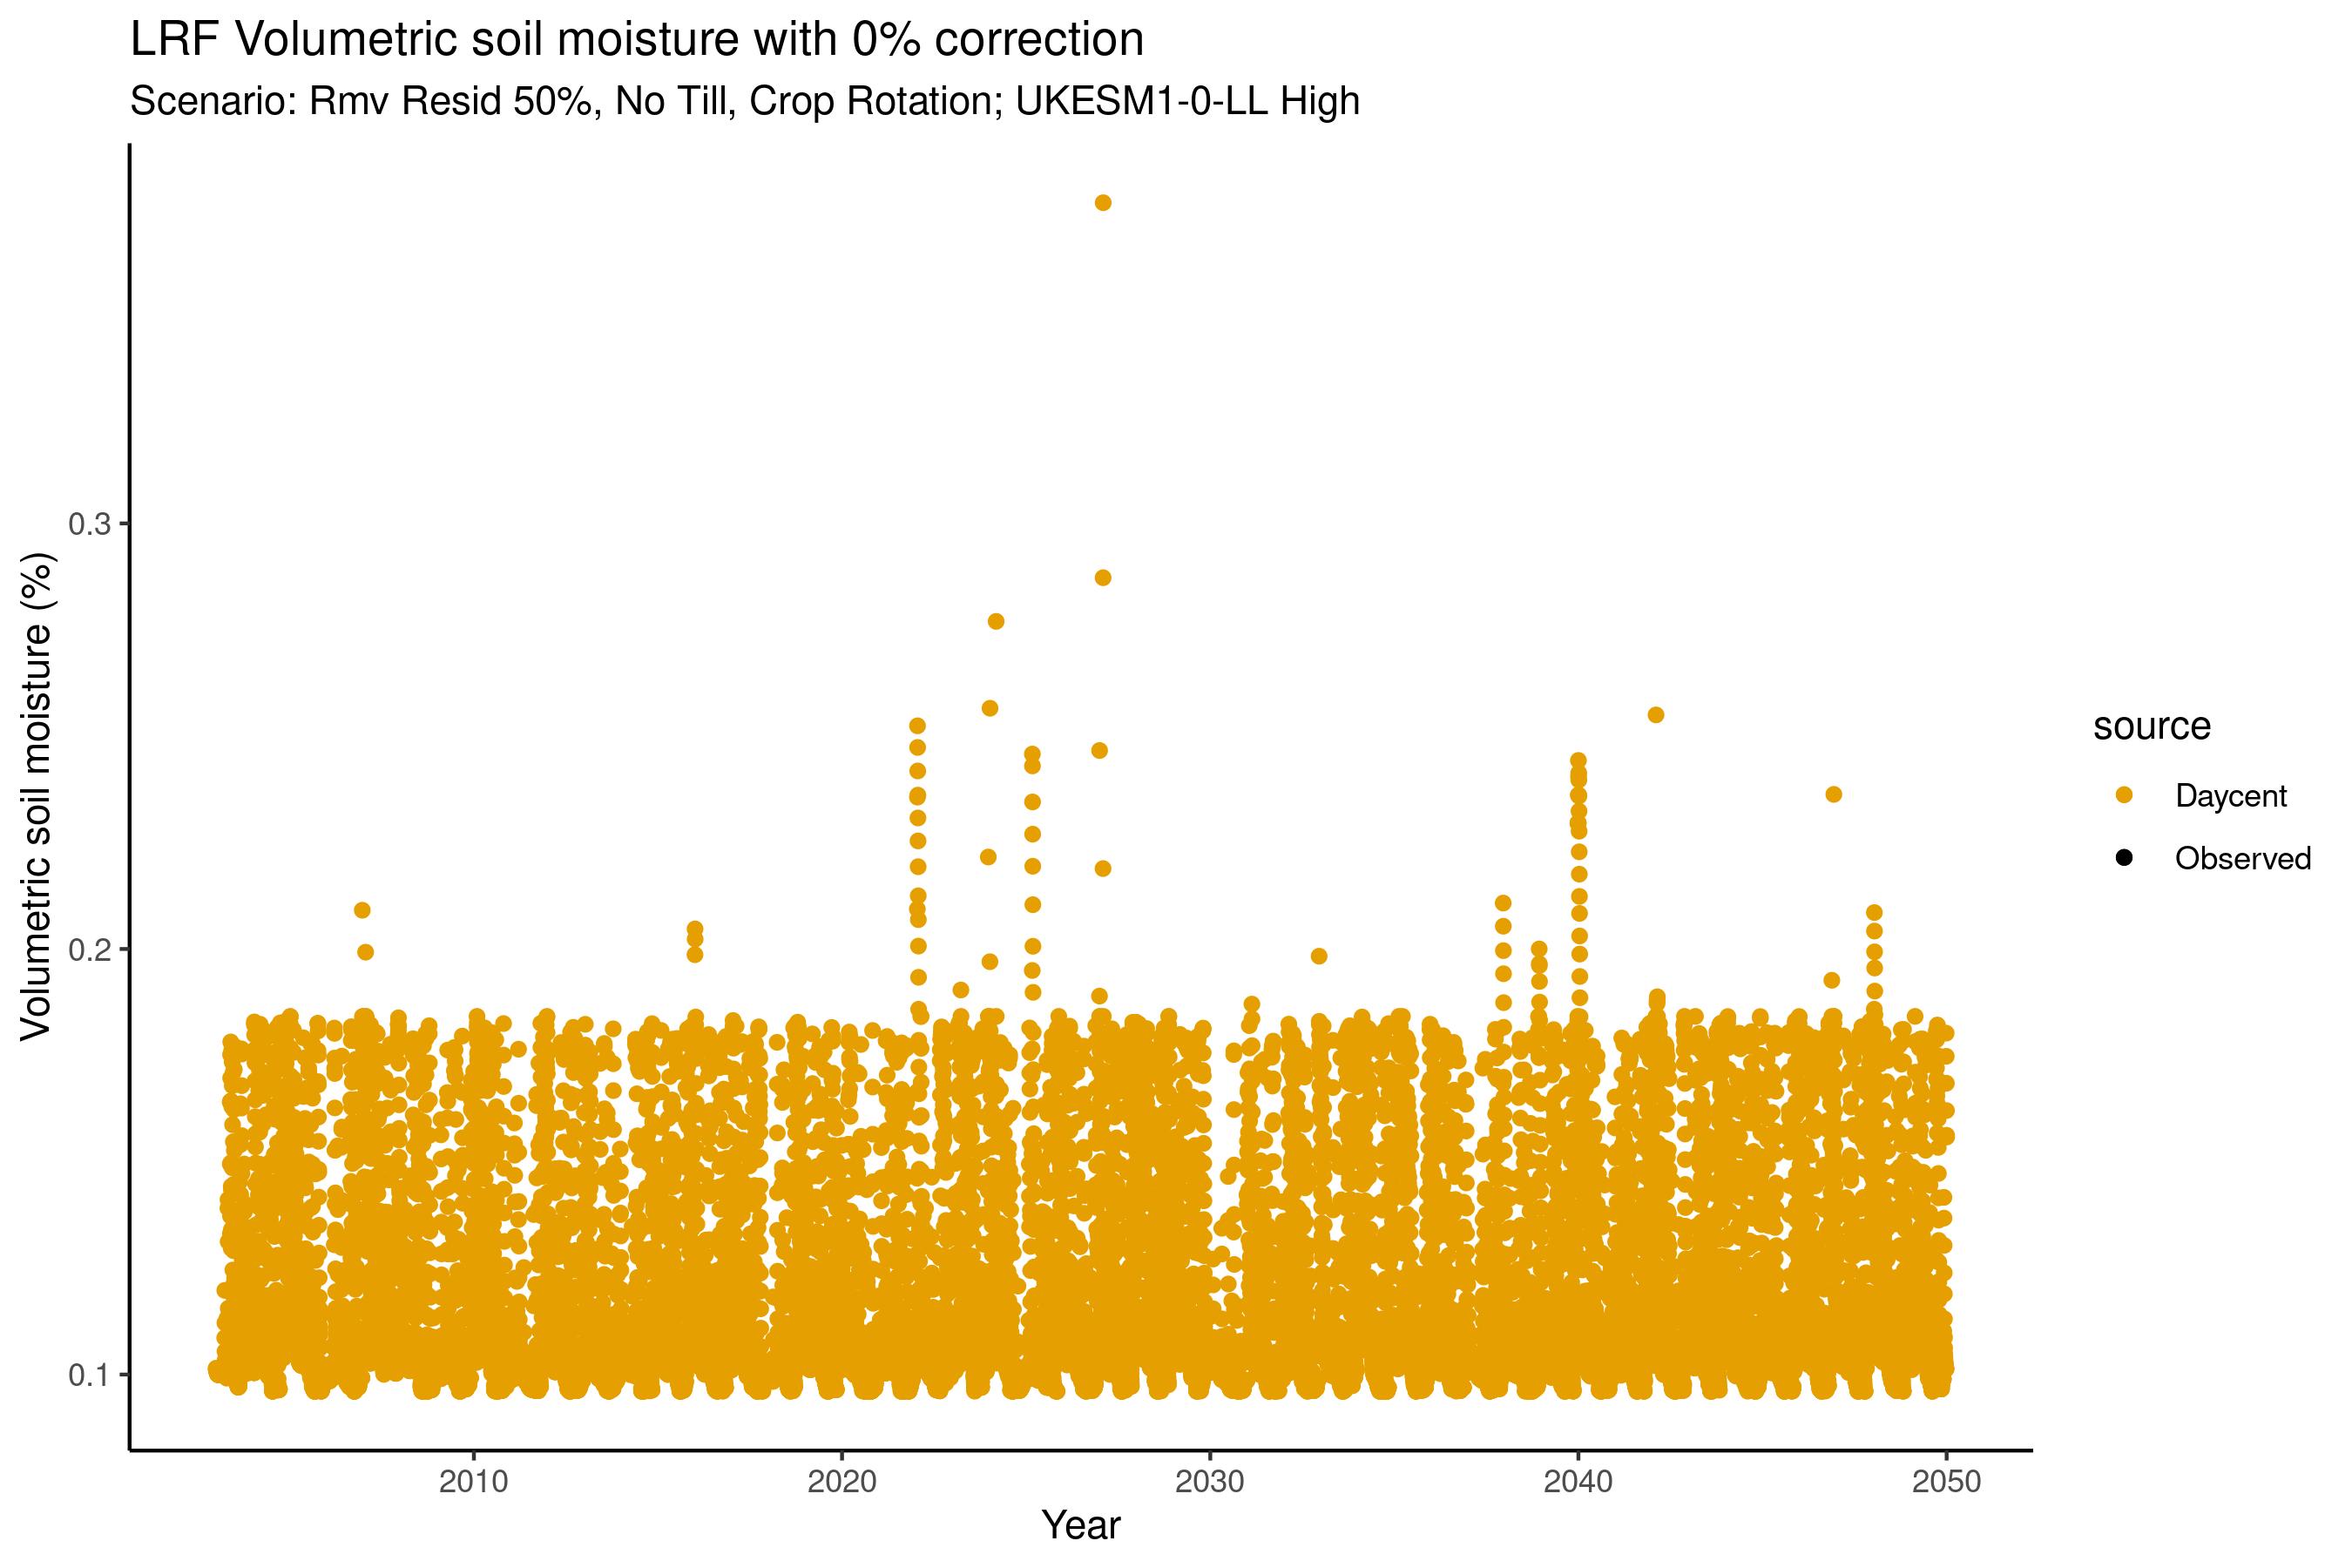 LRF Volumetric soil moisture with 0% correction
Scenario: Rmv Resid 50%, No Till, Crop Rotation; UKESM1-0-LL High
Volumetric soil moisture (%)
0.3
0.2
0.1
2010 2020 2030 2040 2050
Year
source
Daycent
Observed